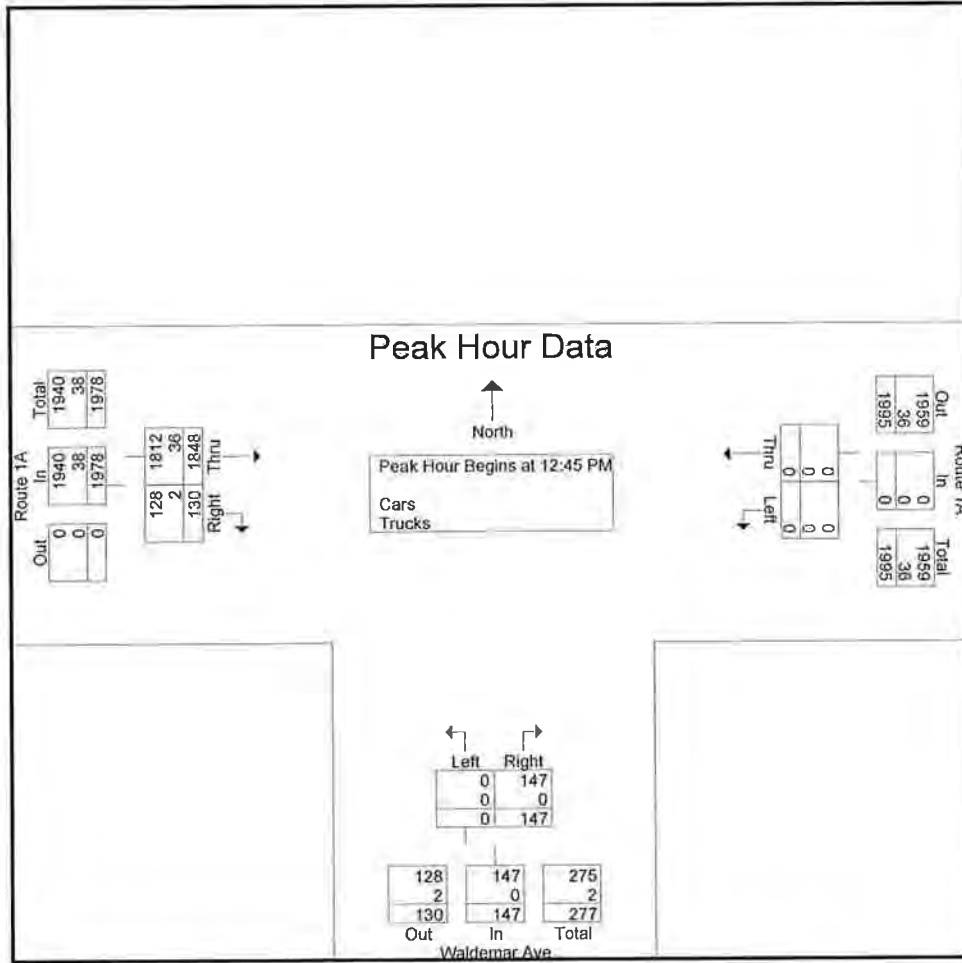 Peak Hour Data
North
Peak Hour Begins at 12:45 PM
Cars
Trucks
Route 1A
Total
1940
38
1978
In
1940
38
1978
Out
0
0
0
Thru
1812
36
1848
Right
128
2
130
Thru
0
0
0
Left
0
0
0
Route 1A
Out
1959
36
1995
In
0
0
0
Total
1959
36
1995
Left Right
0 147
0 0
0 147
128 147 275
2 0 2
130 147 277
Out In Total
Waldemar Ave